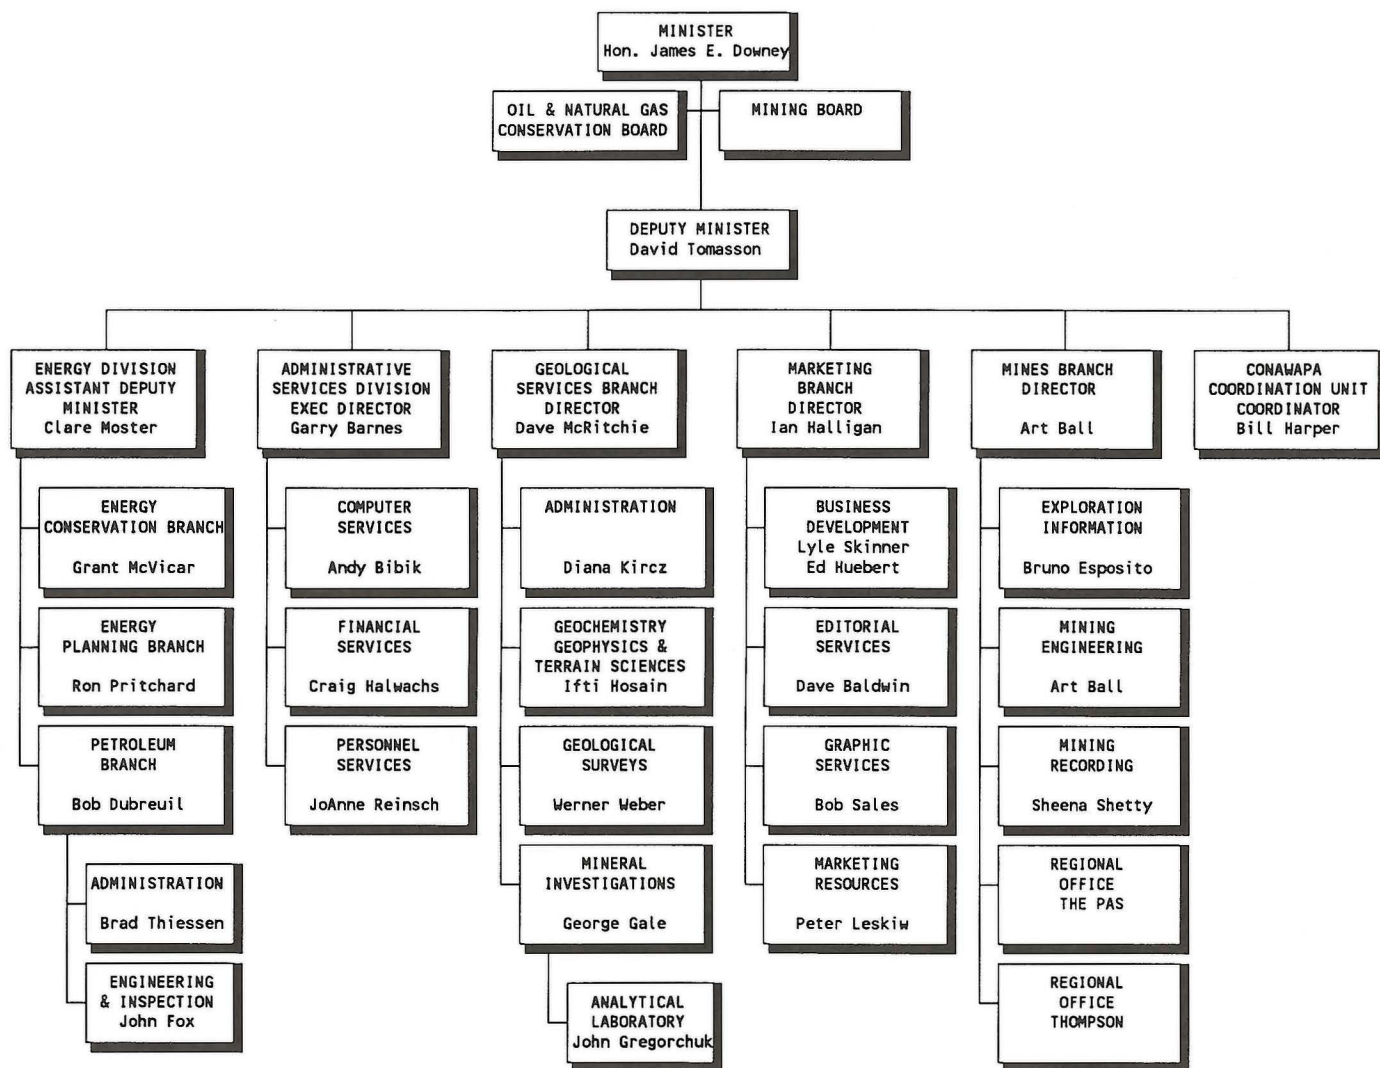 MINISTER
Hon. James E. Downey
OIL & NATURAL GAS
CONSERVATION BOARD
MINING BOARD
DEPUTY MINISTER
David Tomasson
ENERGY DIVISION
ASSISTANT DEPUTY
MINISTER
Clare Moster
ENERGY
CONSERVATION BRANCH
Grant McVicar
ENERGY
PLANNING BRANCH
Ron Pritchard
PETROLEUM
BRANCH
Bob Dubreuil
ADMINISTRATION
Brad Thiessen
ENGINEERING
& INSPECTION
John Fox
ADMINISTRATIVE
SERVICES DIVISION
EXEC DIRECTOR
Garry Barnes
COMPUTER
SERVICES
Andy Bibik
FINANCIAL
SERVICES
Craig Halwachs
PERSONNEL
SERVICES
JoAnne Reinsch
GEOLOGICAL
SERVICES BRANCH
DIRECTOR
Dave McRitchie
ADMINISTRATION
Diana Kircz
GEOCHEMISTRY
GEOPHYSICS &
TERRAIN SCIENCES
Ifti Hosain
GEOLOGICAL
SURVEYS
Werner Weber
MINERAL
INVESTIGATIONS
George Gale
ANALYTICAL
LABORATORY
John Gregorchuk
MARKETING
BRANCH
DIRECTOR
Ian Halligan
BUSINESS
DEVELOPMENT
Lyle Skinner
Ed Huebert
EDITORIAL
SERVICES
Dave Baldwin
GRAPHIC
SERVICES
Bob Sales
MARKETING
RESOURCES
Peter Leskiw
MINES BRANCH
DIRECTOR
Art Ball
EXPLORATION
INFORMATION
Bruno Esposito
MINING
ENGINEERING
Art Ball
MINING
RECORDING
Sheena Shetty
REGIONAL
OFFICE
THE PAS
REGIONAL
OFFICE
THOMPSON
CONAWAPA
COORDINATION UNIT
COORDINATOR
Bill Harper